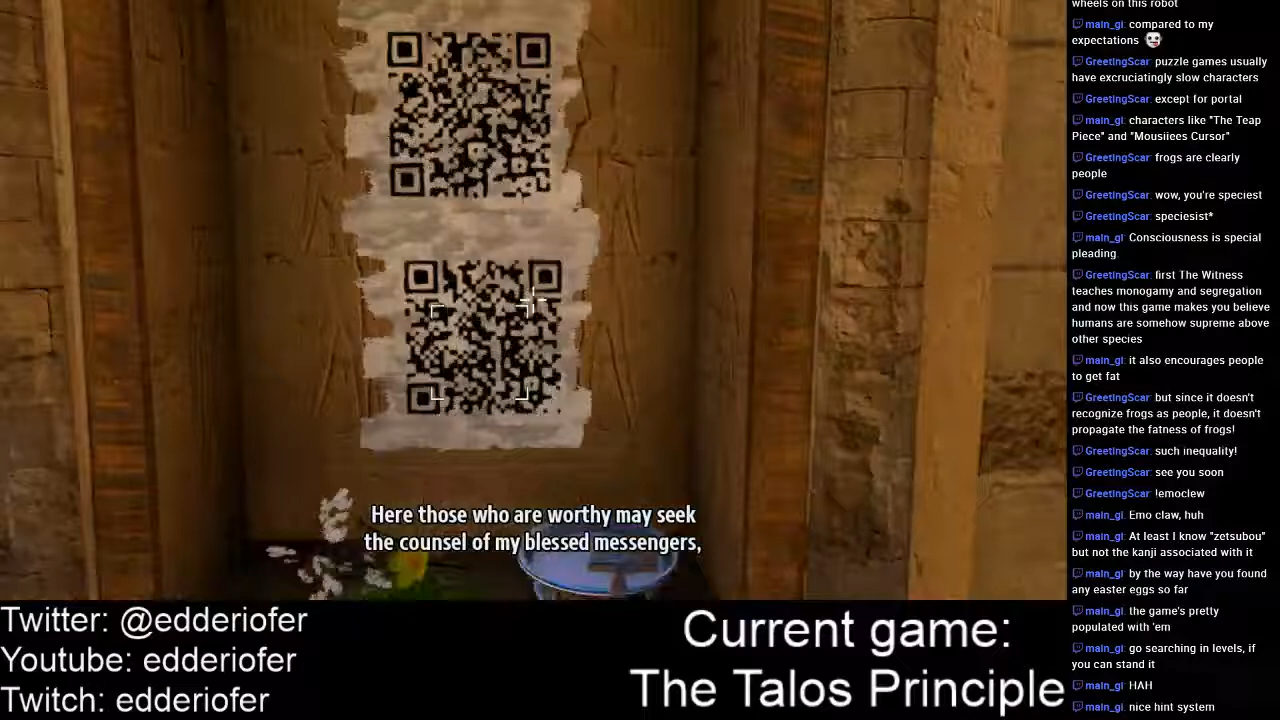 Here those who are worthy may seek
the counsel of my blessed messengers,
Twitter: @edderiofer
Youtube: edderiofer
Twitch: edderiofer
Current game:
The Talos Principle
wheels on this robot
main_gl: compared to my
expectations
GreetingScar: puzzle games usually
have excruciatingly slow characters
GreetingScar: except for portal
main_gl: characters like "The Teap
Piece" and "Mousiiees Cursor"
GreetingScar: frogs are clearly
people
GreetingScar: wow, you're speciest
GreetingScar: speciesist*
main_gl: Consciousness is special
pleading
GreetingScar: first The Witness
teaches monogamy and segregation
and now this game makes you believe
humans are somehow supreme above
other species
main_gl: it also encourages people
to get fat
GreetingScar: but since it doesn't
recognize frogs as people, it doesn't
propagate the fatness of frogs!
GreetingScar: such inequality!
GreetingScar: see you soon
GreetingScar: !emoclew
main_gl: Emo claw, huh
main_gl: At least I know "zetsubou"
but not the kanji associated with it
main_gl: by the way have you found
any easter eggs so far
main_gl: the game's pretty
populated with 'em
main_gl: go searching in levels, if
you can stand it
main_gl: HAH
main_gl: nice hint system